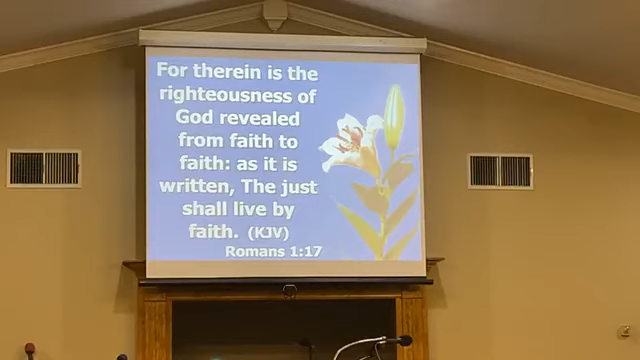 For therein is the
righteousness of
God revealed
from faith to
faith: as it is
written, The just
shall live by
faith. (KJV)
Romans 1:17